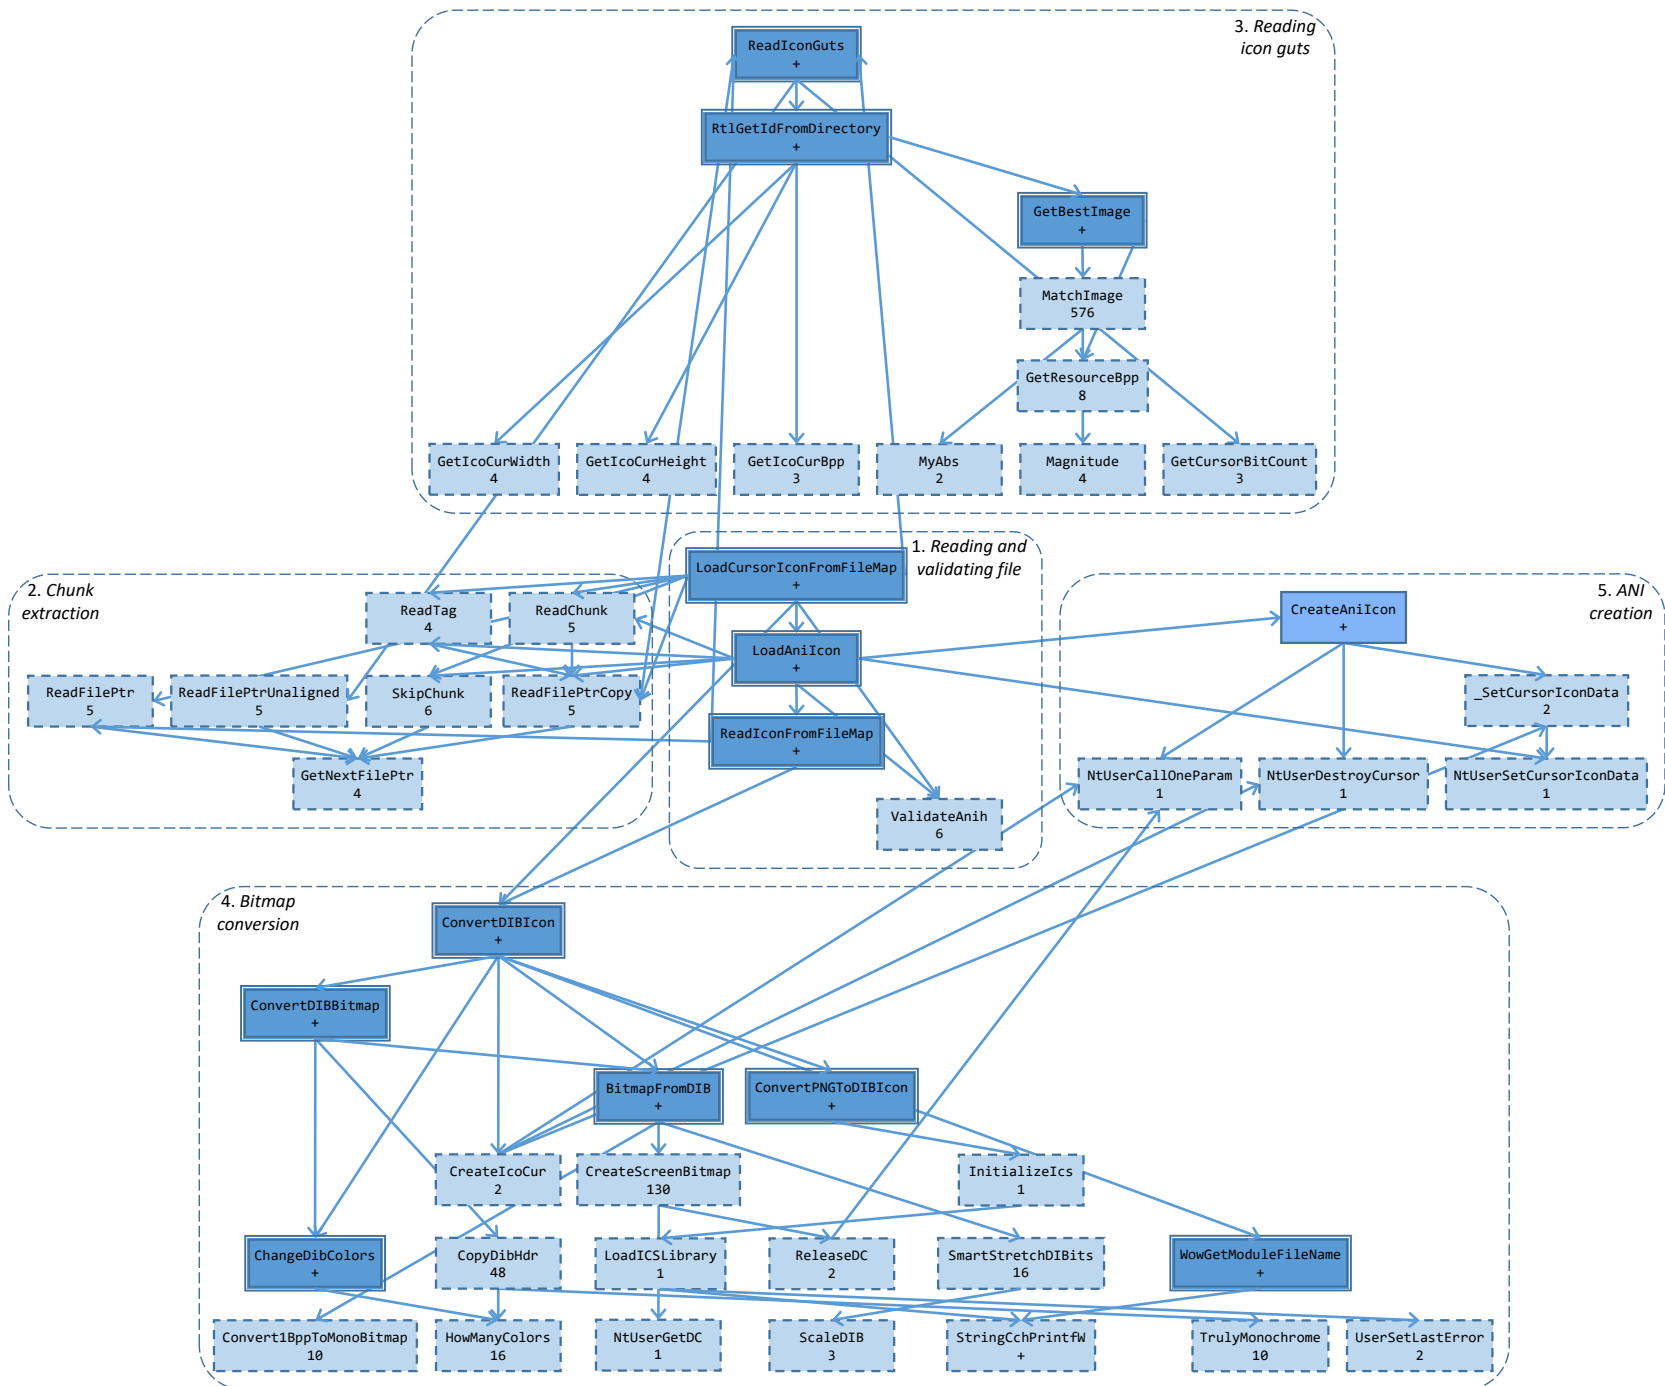 3. Reading
icon guts
ReadIconGuts
+
RtlGetIdFromDirectory
+
GetBestImage
+
MatchImage
576
GetResourceBpp
8
GetIcoCurWidth
4
GetIcoCurHeight
4
GetIcoCurBpp
3
MyAbs
2
Magnitude
4
GetCursorBitCount
3
1. Reading and
validating file
LoadCursorIconFromFileMap
+
LoadAniIcon
+
ReadIconFromFileMap
+
ValidateAnih
6
2. Chunk
extraction
ReadTag
4
ReadChunk
5
ReadFilePtr
5
ReadFilePtrUnaligned
5
SkipChunk
6
ReadFilePtrCopy
5
GetNextFilePtr
4
5. ANI
creation
CreateAniIcon
+
_SetCursorIconData
2
NtUserCallOneParam
1
NtUserDestroyCursor
1
NtUserSetCursorIconData
1
4. Bitmap
conversion
ConvertDIBIcon
+
ConvertDIBBitmap
+
BitmapFromDIB
+
ConvertPNGToDIBIcon
+
CreateIcoCur
2
CreateScreenBitmap
130
InitializeIcs
1
ChangeDibColors
+
CopyDibHdr
48
LoadICSLibrary
1
ReleaseDC
2
SmartStretchDIBits
16
WowGetModuleFileName
+
Convert1BppToMonoBitmap
10
HowManyColors
16
NtUserGetDC
1
ScaleDIB
3
StringCchPrintfW
+
TrulyMonochrome
10
UserSetLastError
2